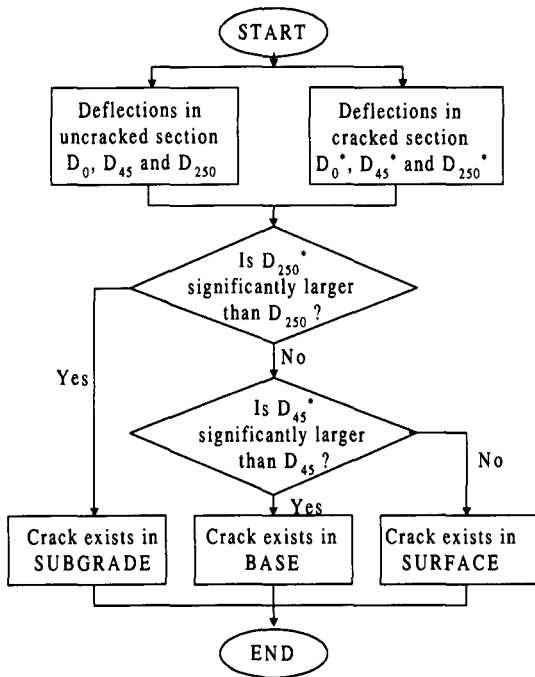 START
Deflections in
uncracked section
D₀, D₄₅ and D₂₅₀
Deflections in
cracked section
D₀*, D₄₅* and D₂₅₀*
Is D₂₅₀*
significantly larger
than D₂₅₀ ?
Yes
No
Is D₄₅*
significantly larger
than D₄₅ ?
No
Yes
Crack exists in
SUBGRADE
Crack exists in
BASE
Crack exists in
SURFACE
END